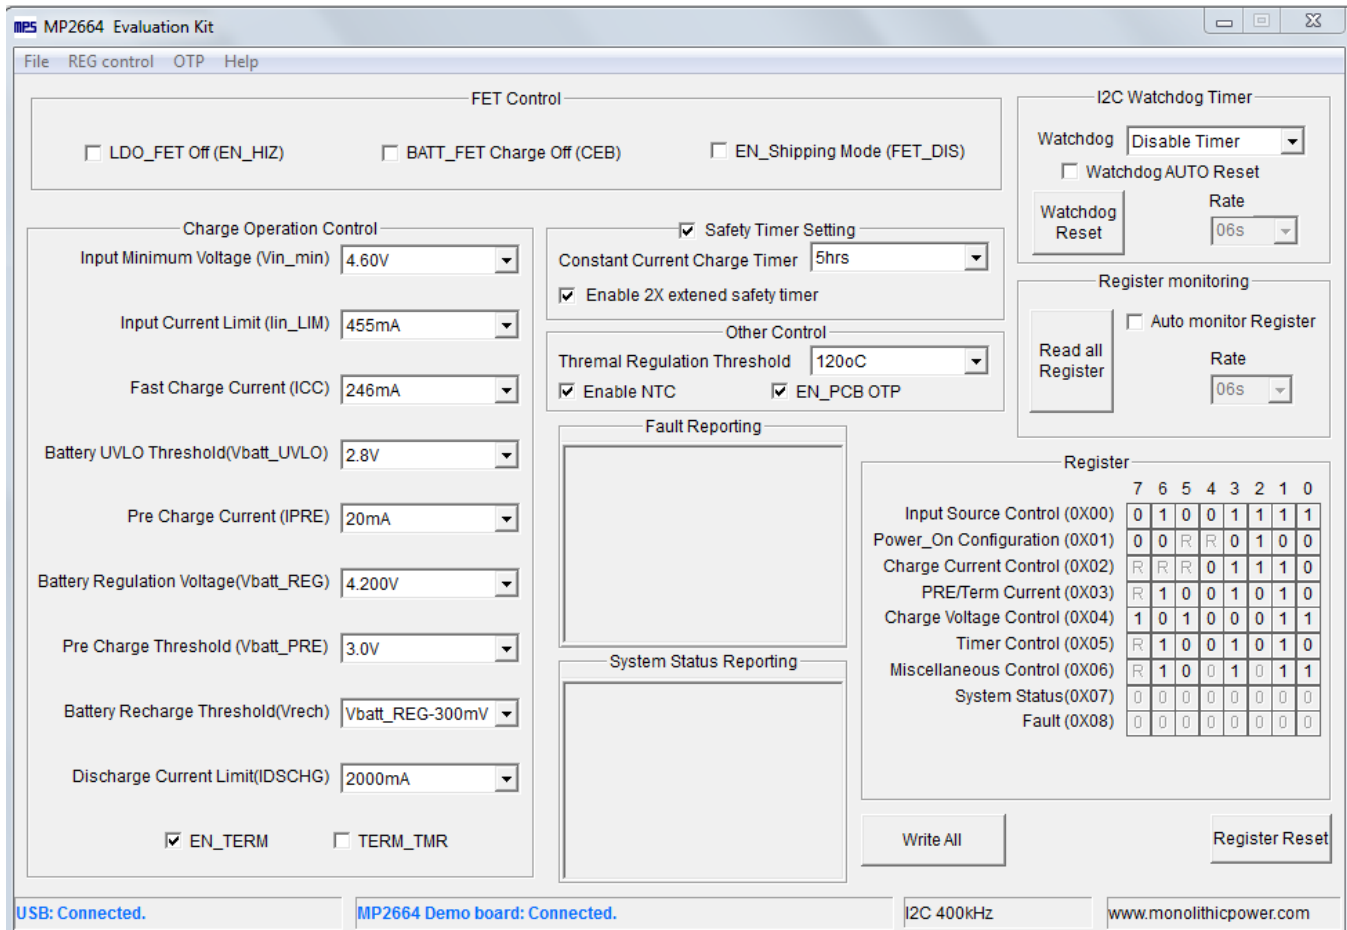 mps MP2664 Evaluation Kit
File REG control OTP Help
FET Control
LDO_FET Off (EN_HIZ) BATT_FET Charge Off (CEB) EN_Shipping Mode (FET_DIS)
I2C Watchdog Timer
Watchdog Disable Timer
Watchdog AUTO Reset
Watchdog Reset
Rate
06s
Charge Operation Control
Input Minimum Voltage (Vin_min) 4.60V
Input Current Limit (Iin_LIM) 455mA
Fast Charge Current (ICC) 246mA
Battery UVLO Threshold(Vbatt_UVLO) 2.8V
Pre Charge Current (IPRE) 20mA
Battery Regulation Voltage(Vbatt_REG) 4.200V
Pre Charge Threshold (Vbatt_PRE) 3.0V
Battery Recharge Threshold(Vrech) Vbatt_REG-300mV
Discharge Current Limit(IDSCHG) 2000mA
EN_TERM TERM_TMR
Safety Timer Setting
Constant Current Charge Timer 5hrs
Enable 2X extened safety timer
Other Control
Thremal Regulation Threshold 120oC
Enable NTC EN_PCB OTP
Fault Reporting
System Status Reporting
Register monitoring
Read all
Register
Auto monitor Register
Rate
06s
Register
7 6 5 4 3 2 1 0
Input Source Control (0X00) 0 1 0 0 1 1 1 1
Power_On Configuration (0X01) 0 0 R R 0 1 0 0
Charge Current Control (0X02) R R R 0 1 1 1 0
PRE/Term Current (0X03) R 1 0 0 1 0 1 0
Charge Voltage Control (0X04) 1 0 1 0 0 0 1 1
Timer Control (0X05) R 1 0 0 1 0 1 0
Miscellaneous Control (0X06) R 1 0 0 1 0 1 1
System Status(0X07) 0 0 0 0 0 0 0 0
Fault (0X08) 0 0 0 0 0 0 0 0
Write All Register Reset
USB: Connected. MP2664 Demo board: Connected. I2C 400kHz www.monolithicpower.com